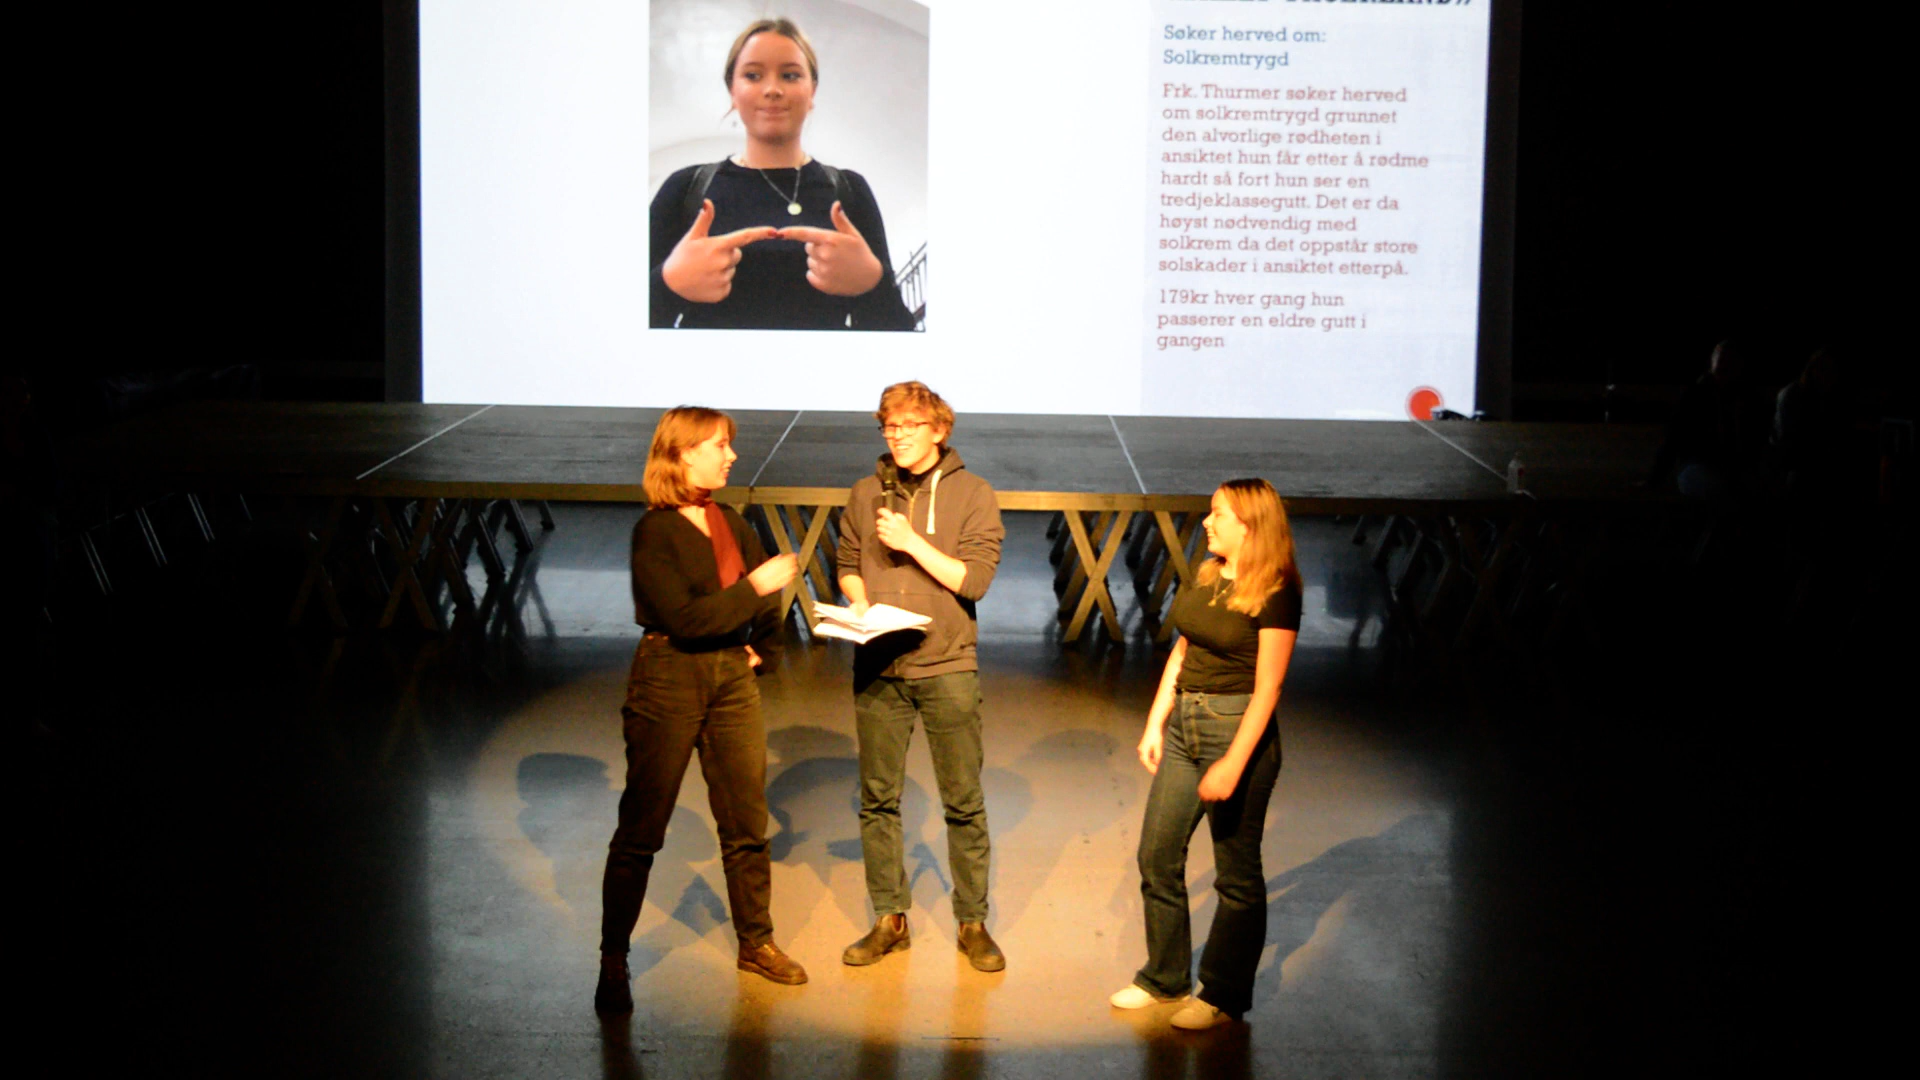 Søker herved om:
Solkremtrygd
Frk. Thurmer søker herved
om solkremtrygd grunnet
den alvorlige rødheten i
ansiktet hun får etter å rødme
hardt så fort hun ser en
tredjeklassegutt. Det er da
høyst nødvendig med
solkrem da det oppstår store
solskader i ansiktet etterpå.
179kr hver gang hun
passerer en eldre gutt i
gangen